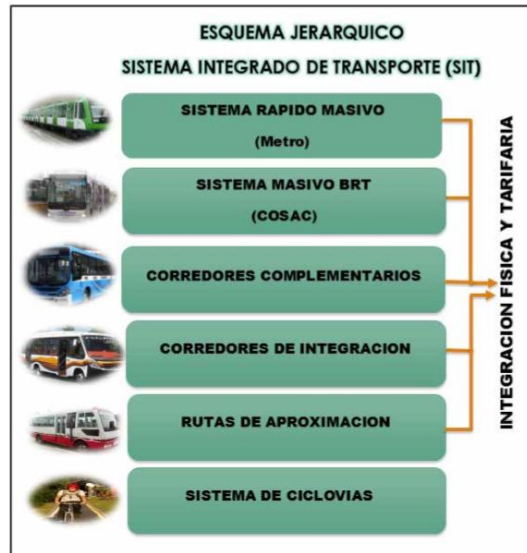 ESQUEMA JERARQUICO
SISTEMA INTEGRADO DE TRANSPORTE (SIT)
SISTEMA RAPIDO MASIVO
(Metro)
SISTEMA MASIVO BRT
(COSAC)
CORREDORES COMPLEMENTARIOS
CORREDORES DE INTEGRACION
RUTAS DE APROXIMACION
SISTEMA DE CICLOVIAS
INTEGRACION FISICA Y TARIFARIA